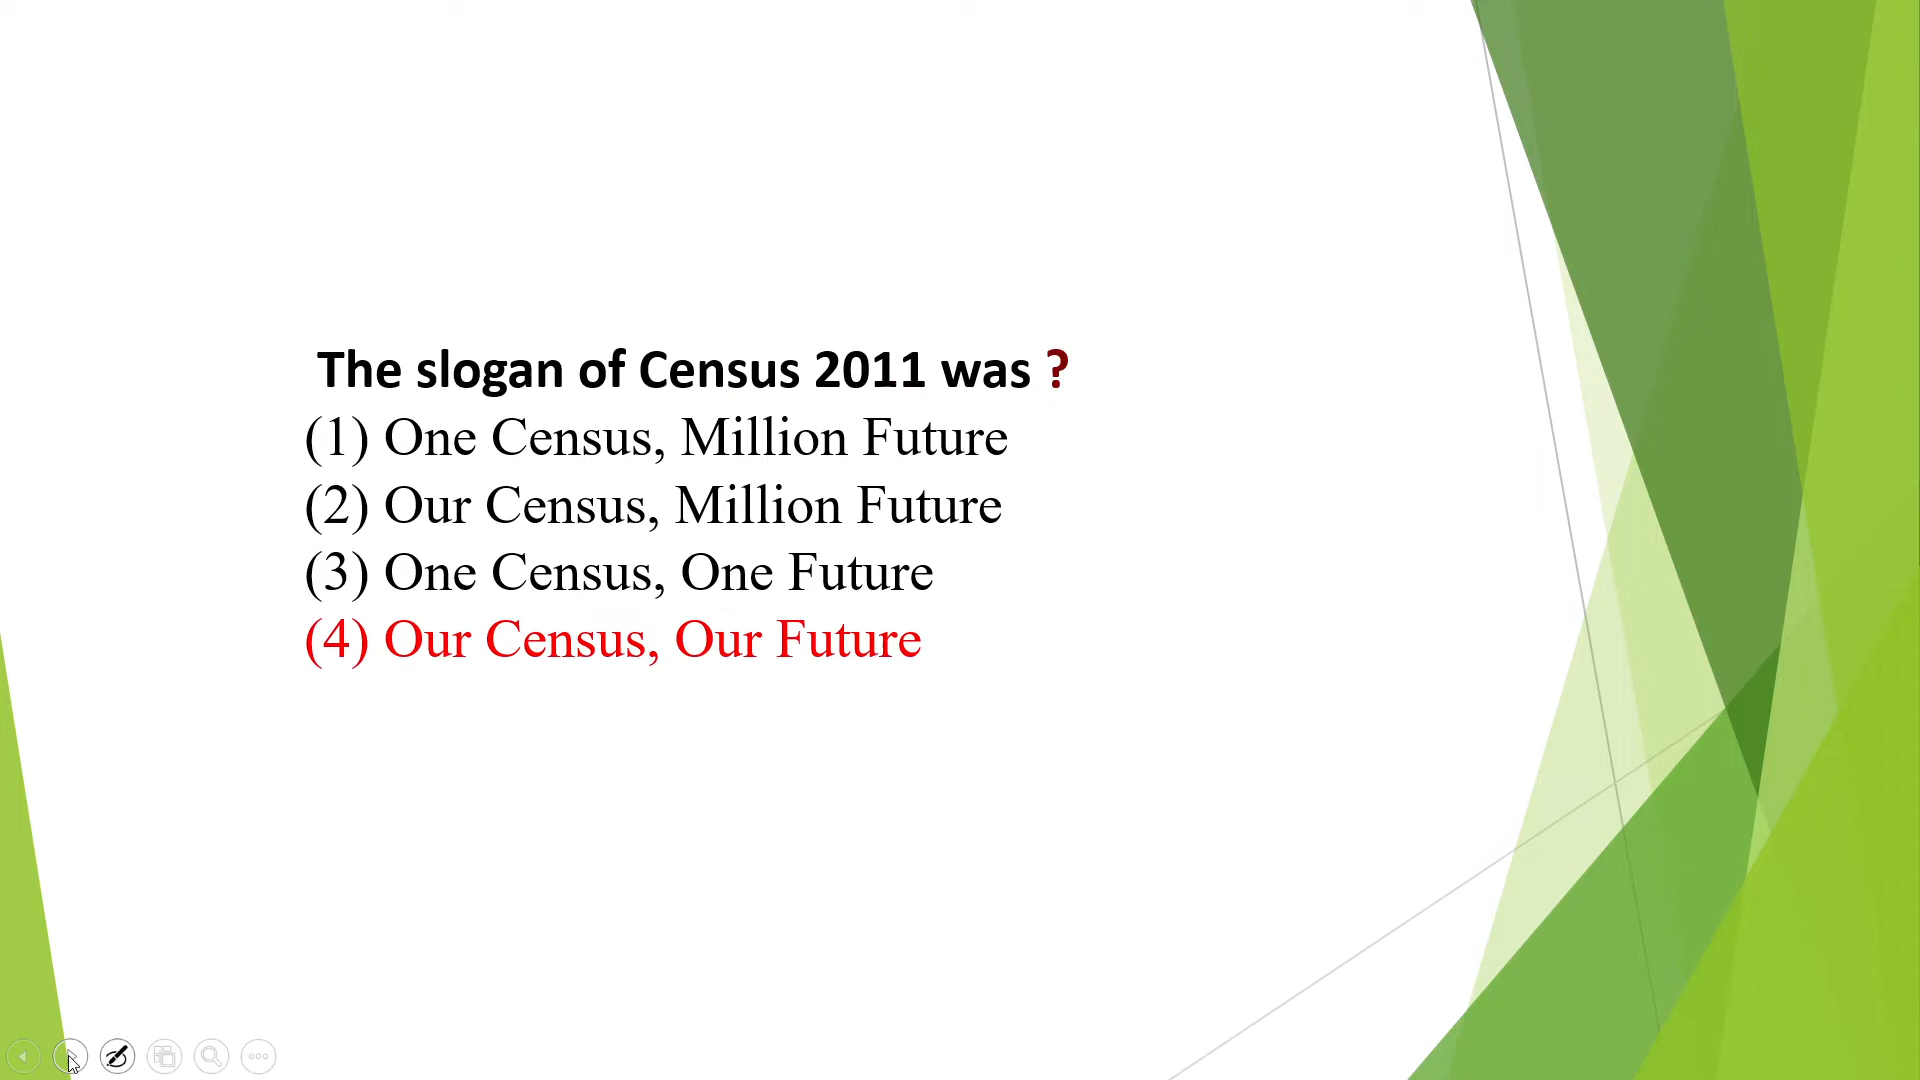 The slogan of Census 2011 was ?
(1) One Census, Million Future
(2) Our Census, Million Future
(3) One Census, One Future
(4) Our Census, Our Future